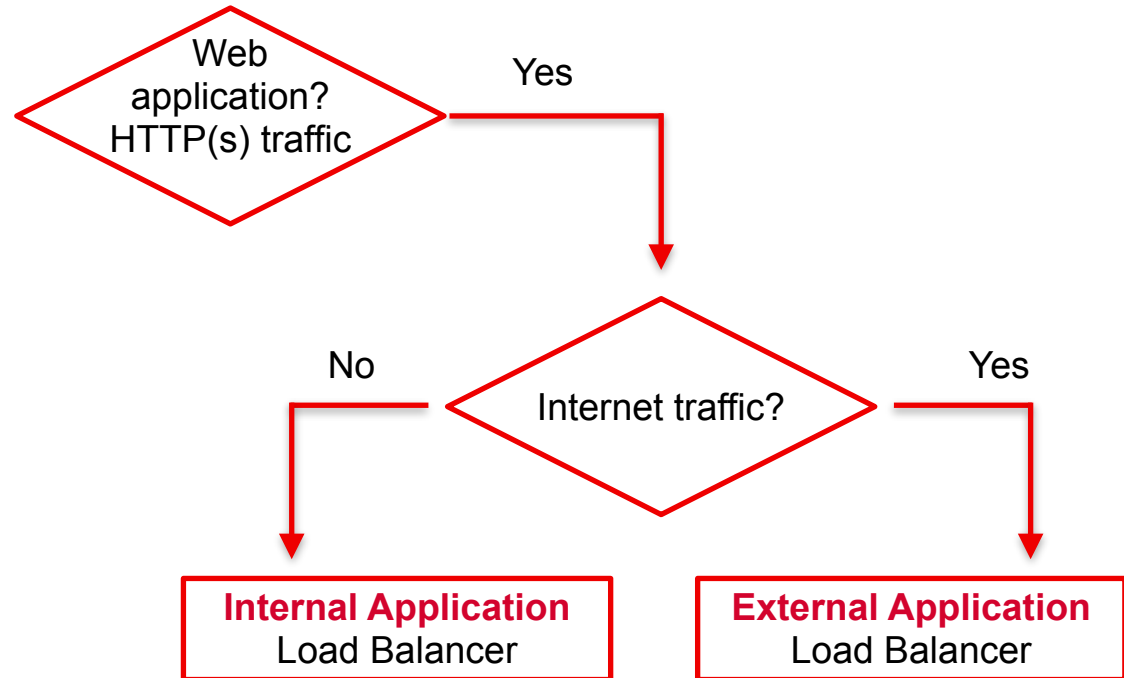 Web
application?
HTTP(s) traffic
Yes
No
Internet traffic?
Yes
Internal Application
Load Balancer
External Application
Load Balancer